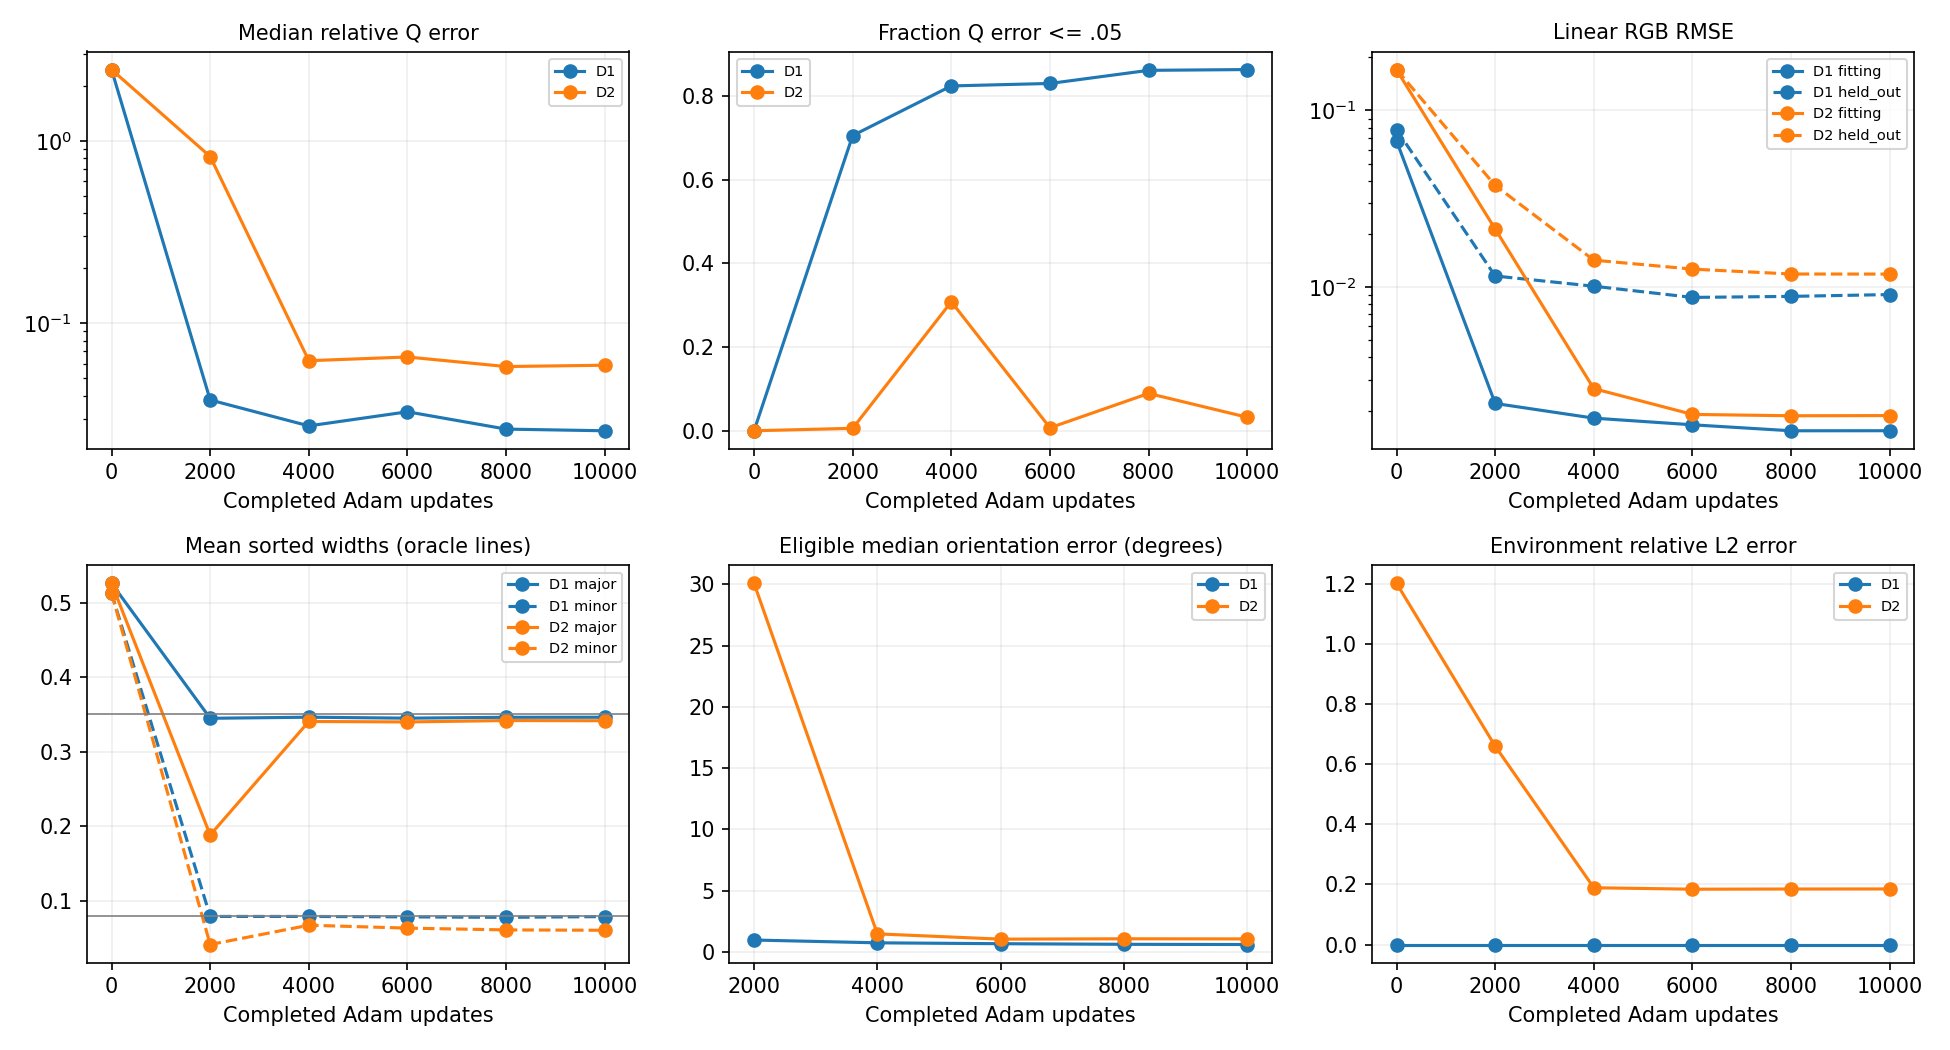 Median relative Q error
D1
D2
10⁰
10⁻¹
0
2000
4000
6000
8000
10000
Completed Adam updates
Fraction Q error <= .05
D1
D2
0.8
0.6
0.4
0.2
0.0
0
2000
4000
6000
8000
10000
Completed Adam updates
Linear RGB RMSE
D1 fitting
D1 held_out
D2 fitting
D2 held_out
10⁻¹
10⁻²
0
2000
4000
6000
8000
10000
Completed Adam updates
Mean sorted widths (oracle lines)
D1 major
D1 minor
D2 major
D2 minor
0.5
0.4
0.3
0.2
0.1
0
2000
4000
6000
8000
10000
Completed Adam updates
Eligible median orientation error (degrees)
D1
D2
30
25
20
15
10
5
0
2000
4000
6000
8000
10000
Completed Adam updates
Environment relative L2 error
D1
D2
1.2
1.0
0.8
0.6
0.4
0.2
0.0
0
2000
4000
6000
8000
10000
Completed Adam updates